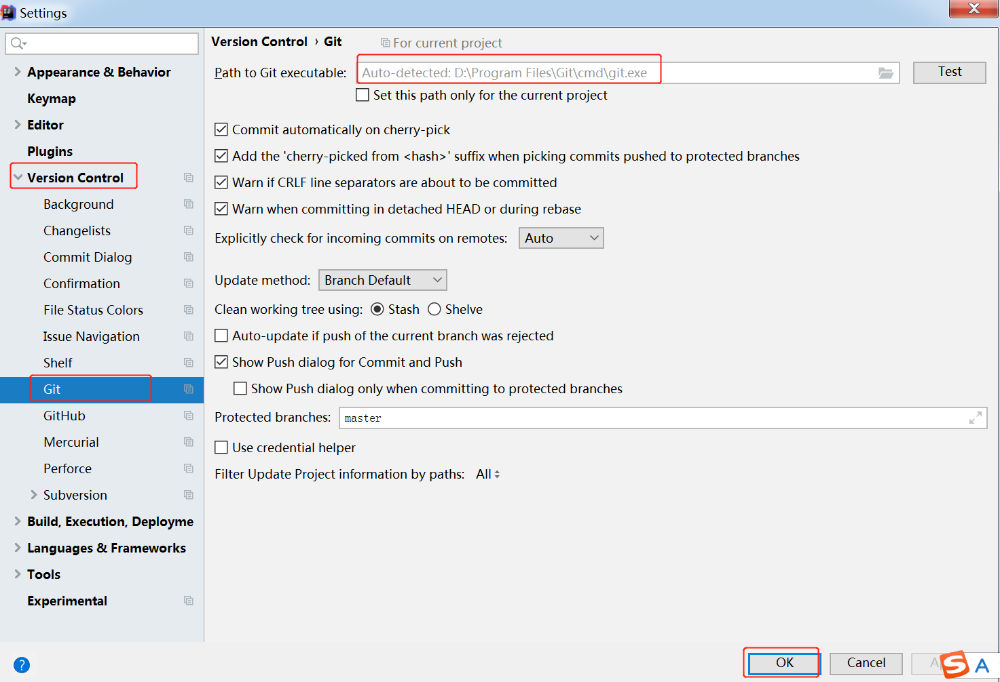 Settings
Version Control › Git
For current project
Path to Git executable:
Auto-detected: D:\Program Files\Git\cmd\git.exe
Test
Set this path only for the current project
Appearance & Behavior
Keymap
Editor
Plugins
Version Control
Background
Changelists
Commit Dialog
Confirmation
File Status Colors
Issue Navigation
Shelf
Git
GitHub
Mercurial
Perforce
Subversion
Build, Execution, Deployme
Languages & Frameworks
Tools
Experimental
Commit automatically on cherry-pick
Add the 'cherry-picked from <hash>' suffix when picking commits pushed to protected branches
Warn if CRLF line separators are about to be committed
Warn when committing in detached HEAD or during rebase
Explicitly check for incoming commits on remotes: Auto
Update method: Branch Default
Clean working tree using: Stash Shelve
Auto-update if push of the current branch was rejected
Show Push dialog for Commit and Push
Show Push dialog only when committing to protected branches
Protected branches: master
Use credential helper
Filter Update Project information by paths: All
?
OK
Cancel
S A